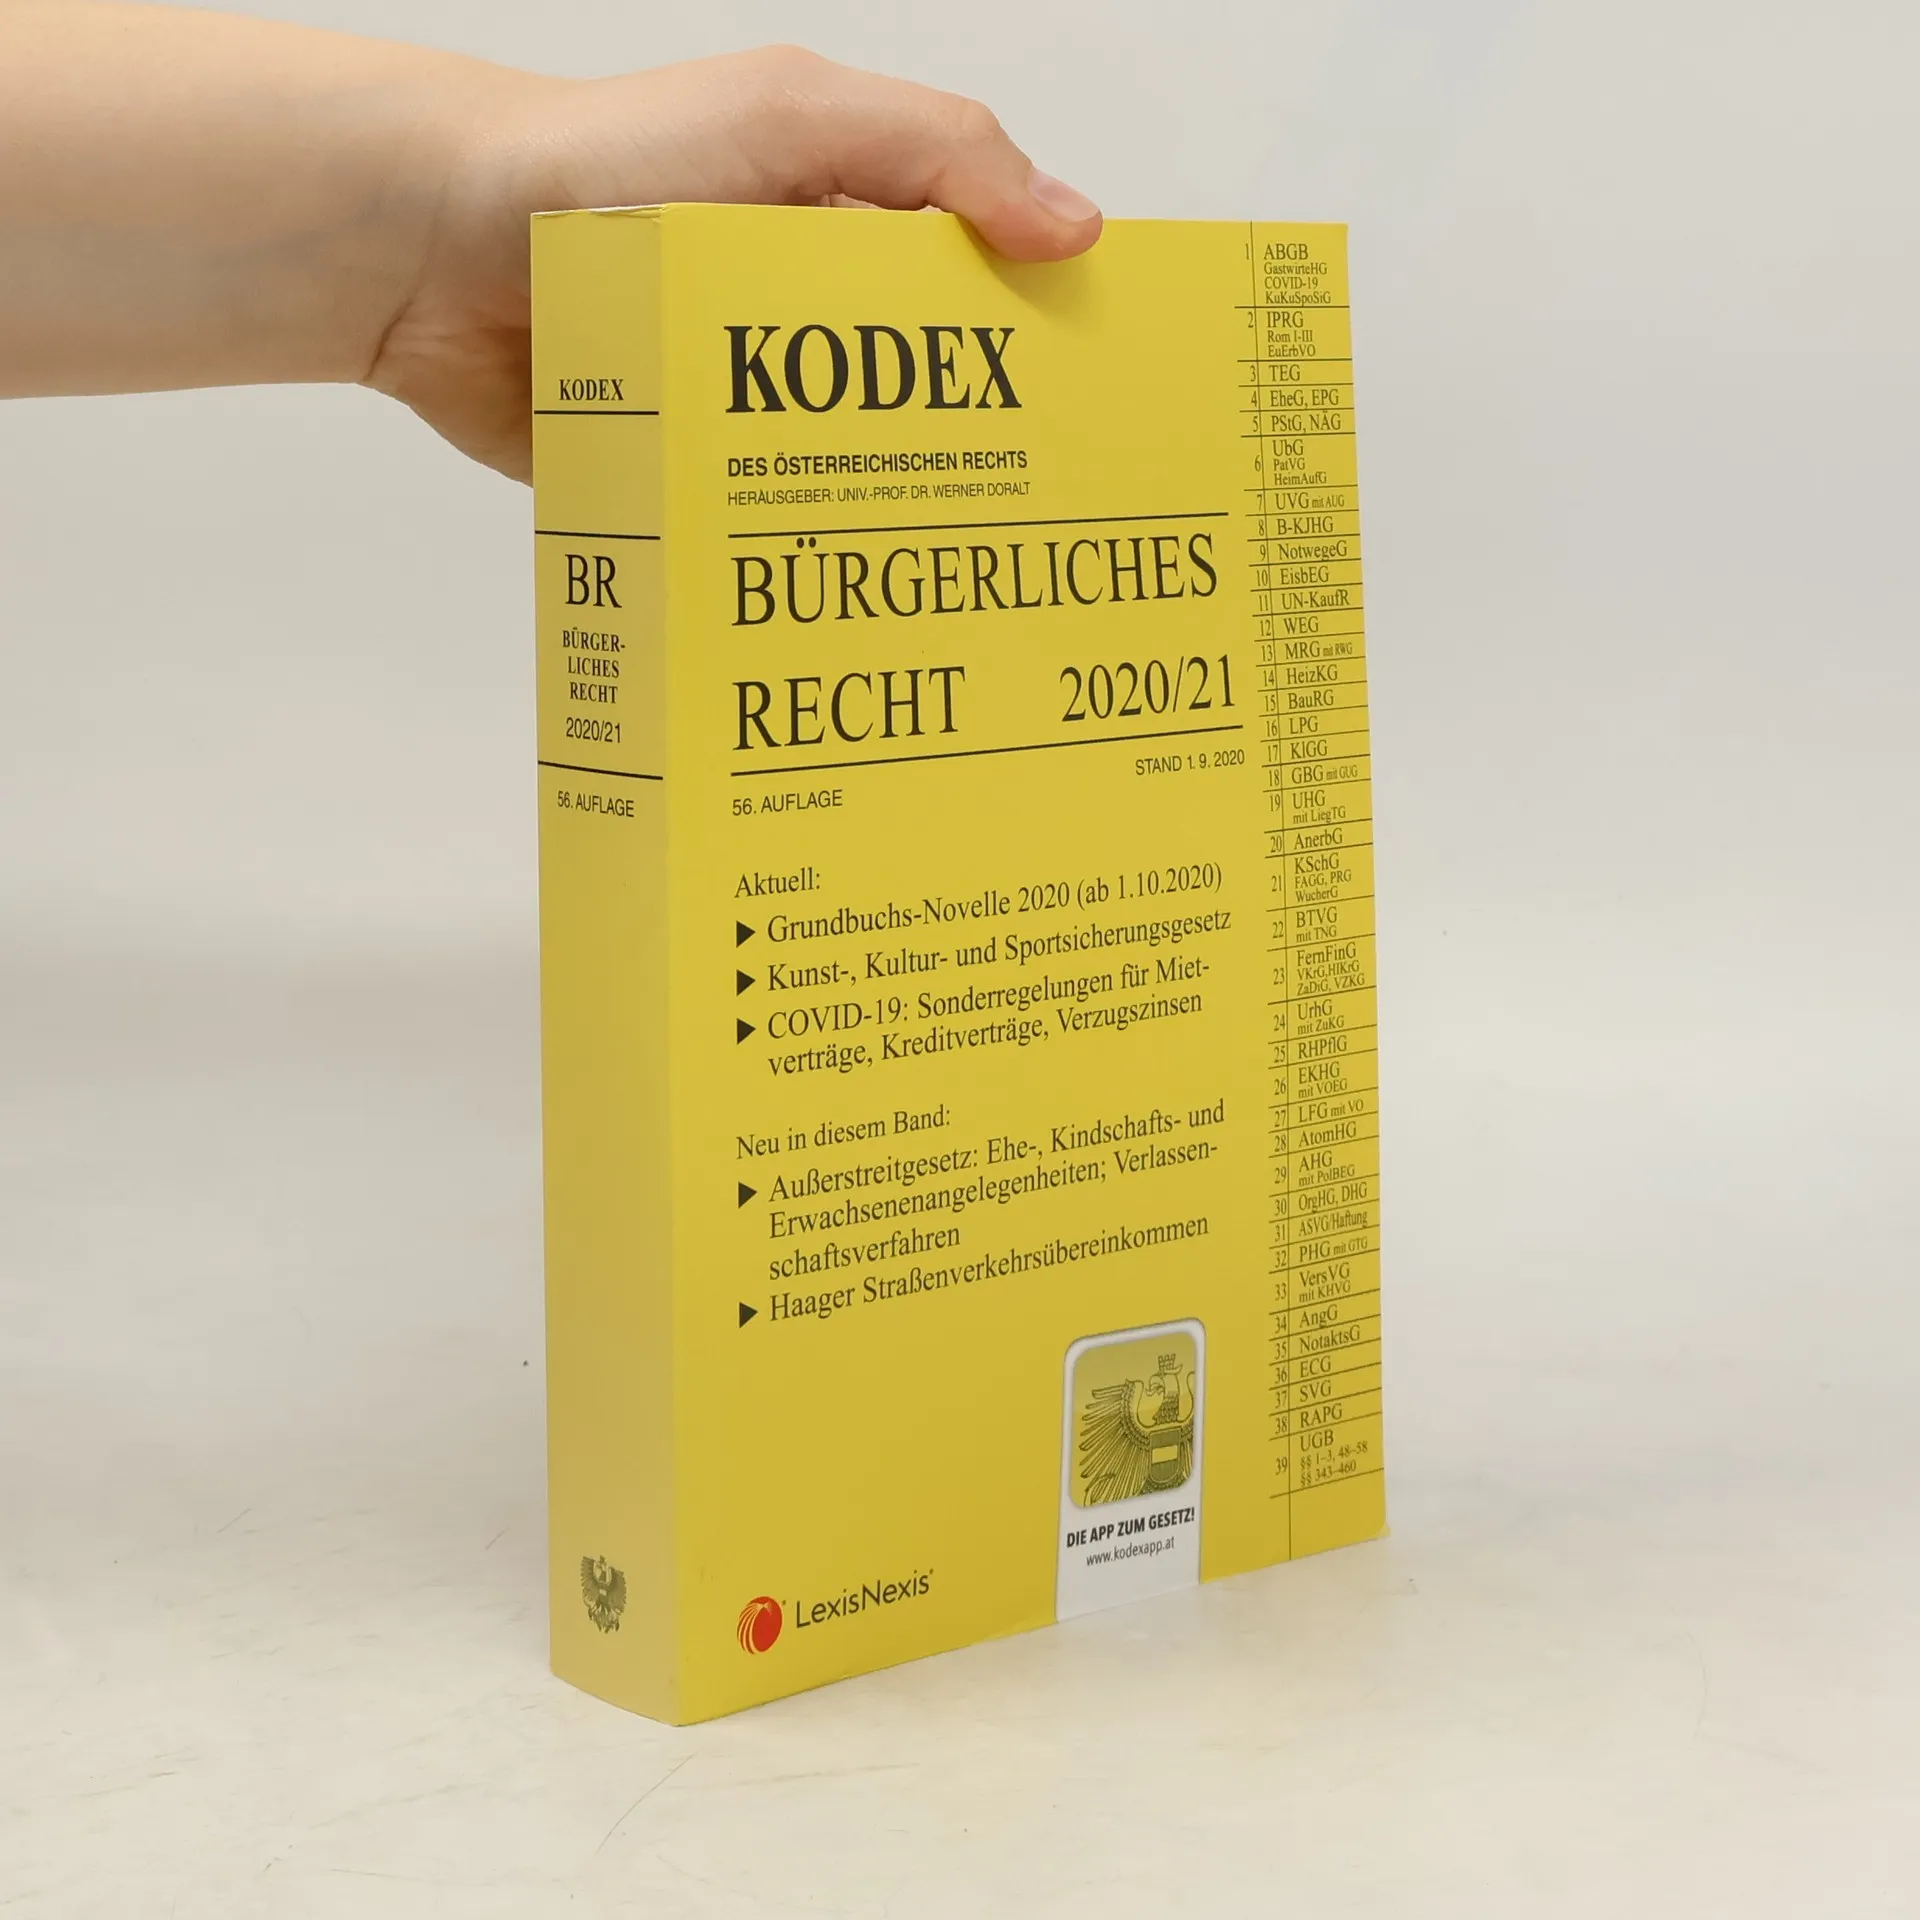 KODEX
BR
BÜRGER-
LICHES
RECHT
2020/21
56. AUFLAGE
KODEX
DES ÖSTERREICHISCHEN RECHTS
HERAUSGEBER: UNIV.-PROF. DR. WERNER DORALT
BÜRGERLICHES
RECHT 2020/21
STAND 1. 9. 2020
56. AUFLAGE
Aktuell:
Grundbuchs-Novelle 2020 (ab 1.10.2020)
Kunst-, Kultur- und Sportsicherungsgesetz
COVID-19: Sonderregelungen für Miet-
verträge, Kreditverträge, Verzugszinsen
Neu in diesem Band:
Außerstreitgesetz: Ehe-, Kindschafts- und
Erwachsenenangelegenheiten; Verlassen-
schaftsverfahren
Haager Straßenverkehrsübereinkommen
DIE APP ZUM GESETZ!
www.kodexapp.at
LexisNexis®
1 ABGB
GastwirteHG
COVID-19
KuKuSpoSiG
2 IPRG
Rom I-III
EuErbVO
3 TEG
4 EheG, EPG
5 PStG, NÄG
6 UbG
PatVG
HeimAufG
7 UVG mit AUG
8 B-KJHG
9 NotwegeG
10 EisbEG
11 UN-KaufR
12 WEG
13 MRG mit RWG
14 HeizKG
15 BauRG
16 LPG
17 KlGG
18 GBG mit GUG
19 UHG
mit LiegTG
20 AnerbG
21 KSchG
FAGG, PRG
WucherG
22 BTVG
mit TNG
23 FernFinG
VKrG,HIKrG
ZaDiG, VZKG
24 UrhG
mit ZuKG
25 RHPflG
26 EKHG
mit VOEG
27 LFG mit VO
28 AtomHG
29 AHG
mit PolBEG
30 OrgHG, DHG
31 ASVG/Haftung
32 PHG mit GTG
33 VersVG
mit KHVG
34 AngG
35 NotaktsG
36 ECG
37 SVG
38 RAPG
39 UGB
§§ 1–3, 48–58
§§ 343–460